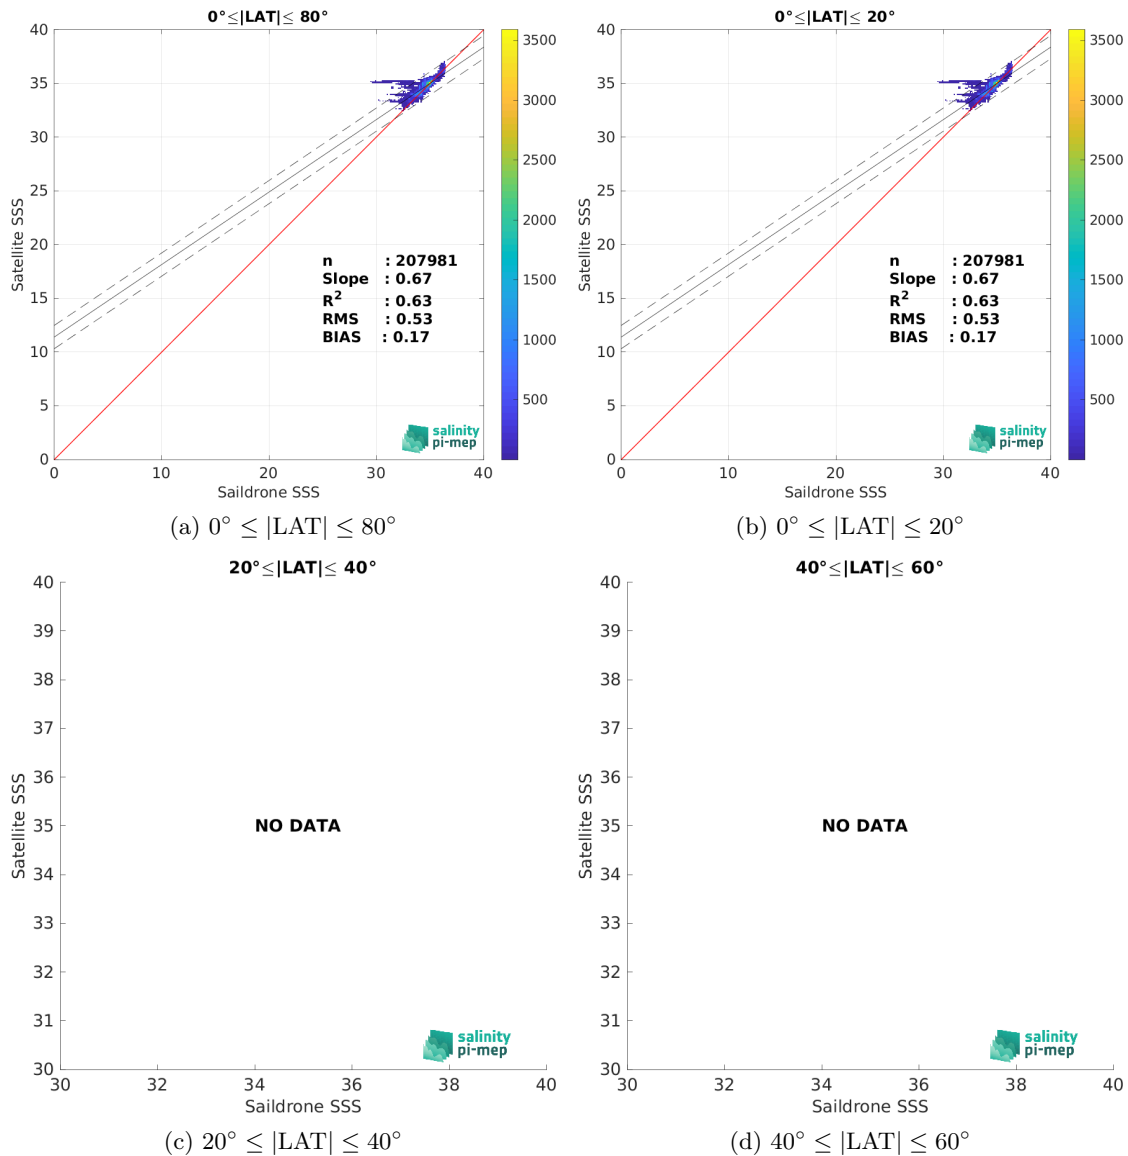 0°≤|LAT|≤ 80°
40
35
30
25
20
15
10
5
0
0
10
20
30
40
Satellite SSS
Saildrone SSS
n : 207981
Slope : 0.67
R² : 0.63
RMS : 0.53
BIAS : 0.17
salinity
pi-mep
3500
3000
2500
2000
1500
1000
500
(a) 0° ≤ |LAT| ≤ 80°
0°≤|LAT|≤ 20°
40
35
30
25
20
15
10
5
0
0
10
20
30
40
Satellite SSS
Saildrone SSS
n : 207981
Slope : 0.67
R² : 0.63
RMS : 0.53
BIAS : 0.17
salinity
pi-mep
3500
3000
2500
2000
1500
1000
500
(b) 0° ≤ |LAT| ≤ 20°
20°≤|LAT|≤ 40°
40
39
38
37
36
35
34
33
32
31
30
30
32
34
36
38
40
Satellite SSS
Saildrone SSS
NO DATA
salinity
pi-mep
(c) 20° ≤ |LAT| ≤ 40°
40°≤|LAT|≤ 60°
40
39
38
37
36
35
34
33
32
31
30
30
32
34
36
38
40
Satellite SSS
Saildrone SSS
NO DATA
salinity
pi-mep
(d) 40° ≤ |LAT| ≤ 60°